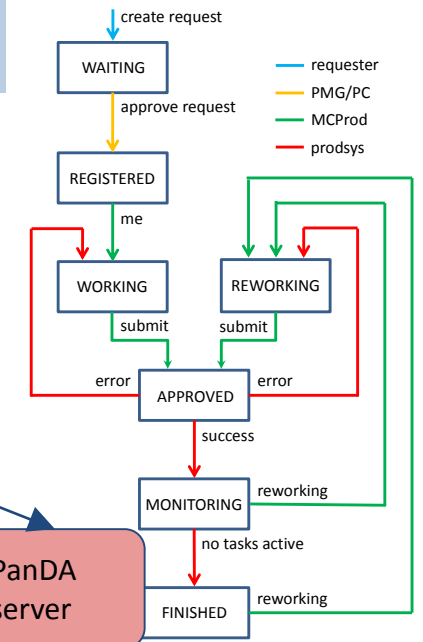 create request
WAITING
requester
PMG/PC
MCProd
prodsys
approve request
REGISTERED
me
WORKING
REWORKING
submit
submit
error
error
APPROVED
success
MONITORING
reworking
no tasks active
PanDA
server
FINISHED
reworking